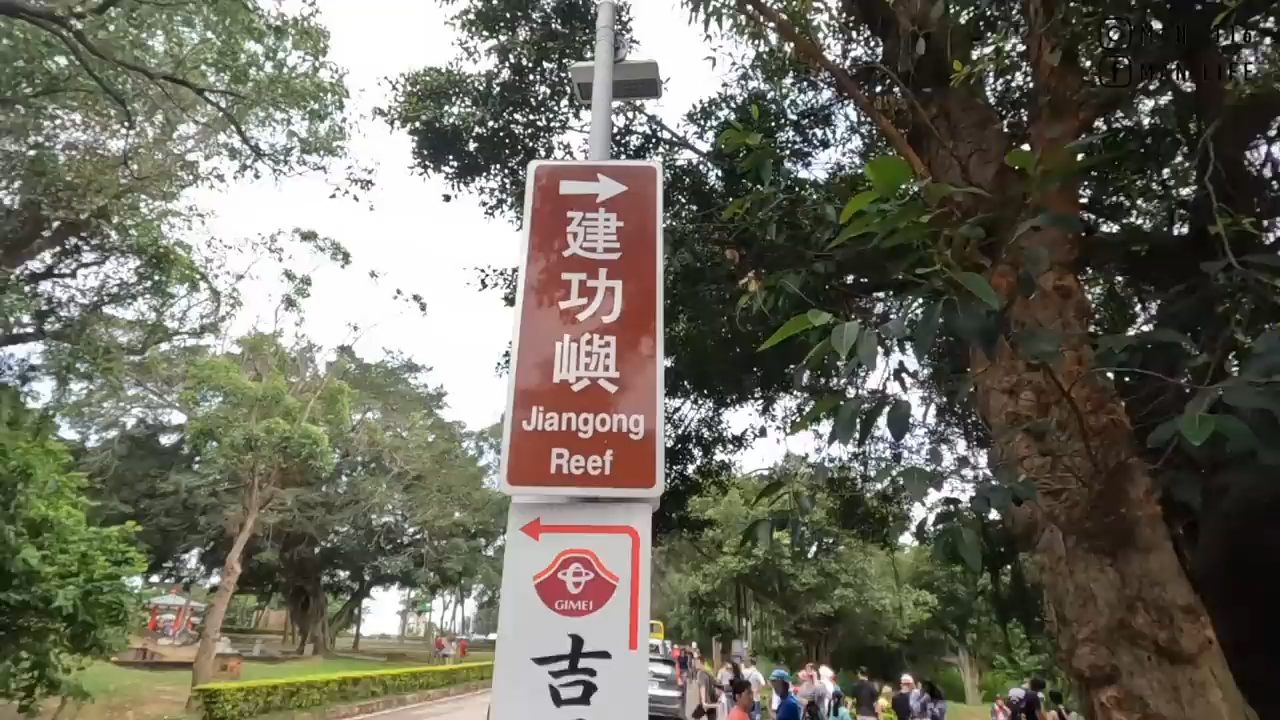 建功嶼
Jiangong
Reef
GIMEI
吉